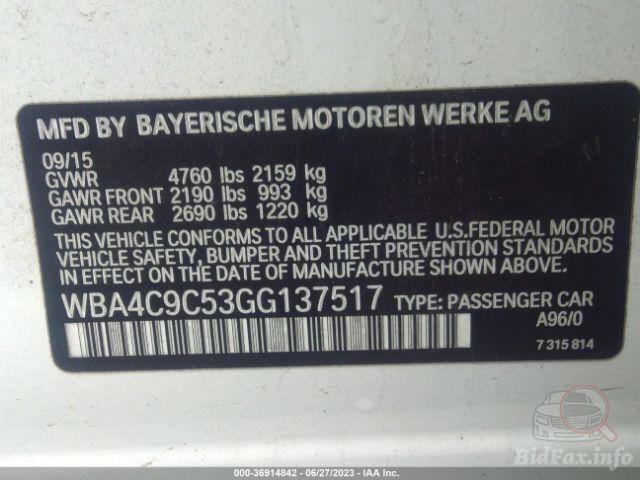 MFD BY BAYERISCHE MOTOREN WERKE AG
09/15
GVWR 4760 lbs 2159 kg
GAWR FRONT 2190 lbs 993 kg
GAWR REAR 2690 lbs 1220 kg
THIS VEHICLE CONFORMS TO ALL APPLICABLE U.S.FEDERAL MOTOR
VEHICLE SAFETY, BUMPER AND THEFT PREVENTION STANDARDS
IN EFFECT ON THE DATE OF MANUFACTURE SHOWN ABOVE.
WBA4C9C53GG137517 TYPE: PASSENGER CAR
A96/0
7 315 814
BidFax.info
000-36914842 - 06/27/2023 - IAA Inc.